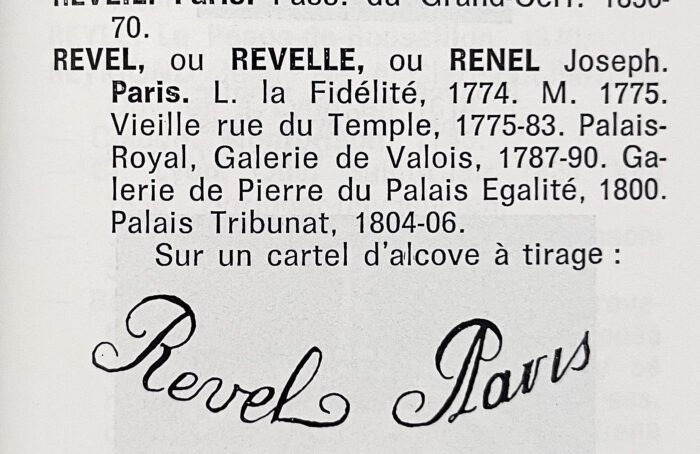 70.
REVEL, ou REVELLE, ou RENEL Joseph.
Paris. L. la Fidélité, 1774. M. 1775.
Vieille rue du Temple, 1775-83. Palais-
Royal, Galerie de Valois, 1787-90. Ga-
lerie de Pierre du Palais Egalité, 1800.
Palais Tribunat, 1804-06.
Sur un cartel d'alcove à tirage :
Revel Paris